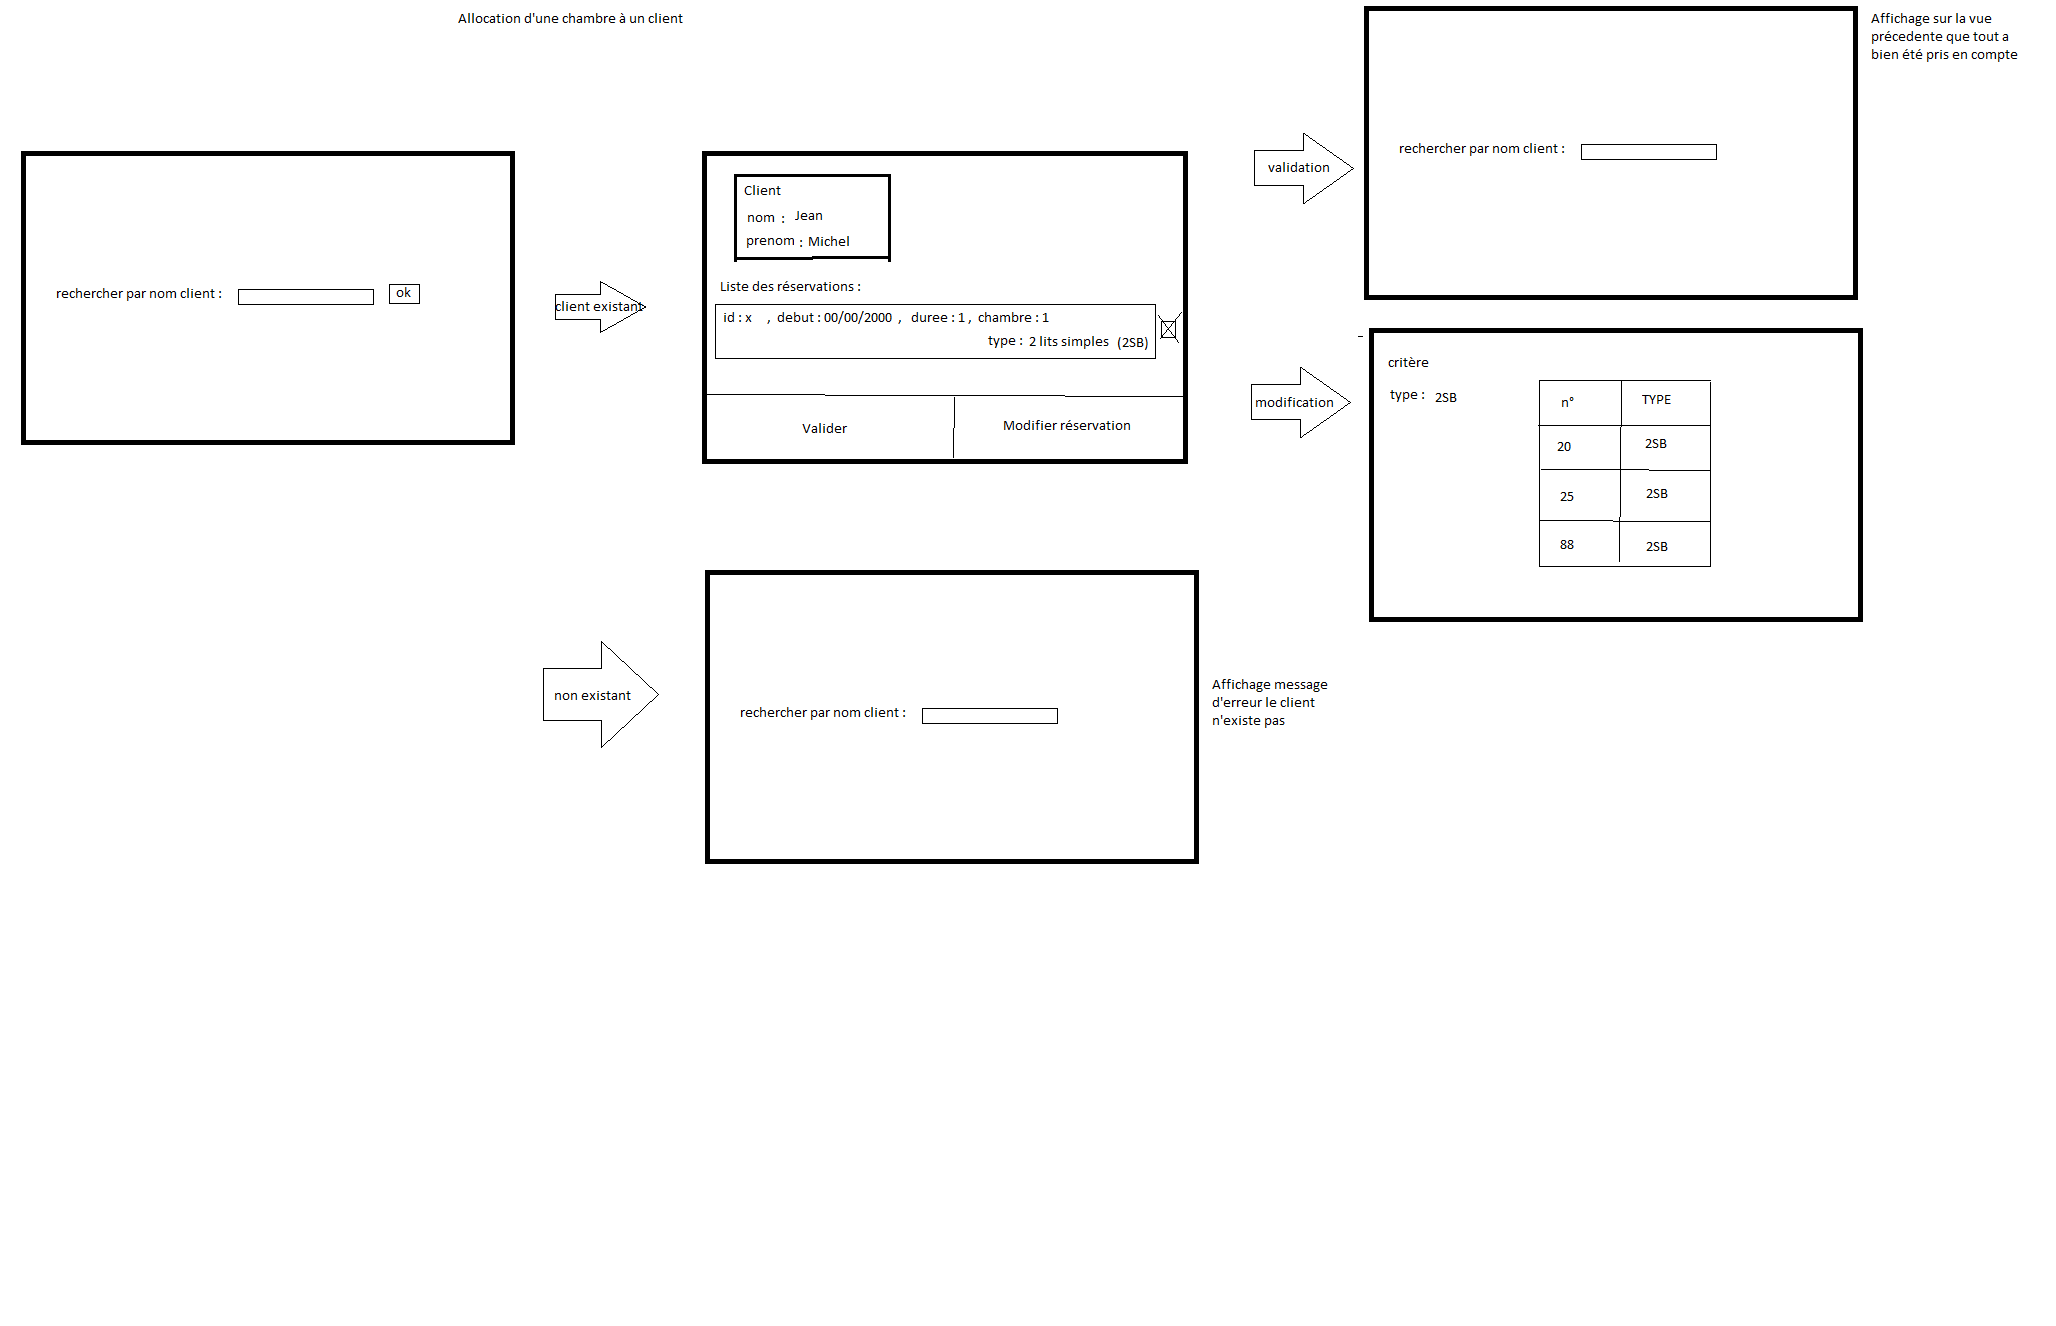 Allocation d'une chambre à un client
rechercher par nom client :
ok
client existant
Client
nom : Jean
prenom : Michel
Liste des réservations :
id : x , debut : 00/00/2000 , duree : 1 , chambre : 1
type : 2 lits simples (2SB)
Valider
Modifier réservation
validation
rechercher par nom client :
Affichage sur la vue
précedente que tout a
bien été pris en compte
modification
critère
type : 2SB
n° TYPE
20 2SB
25 2SB
88 2SB
non existant
rechercher par nom client :
Affichage message
d'erreur le client
n'existe pas